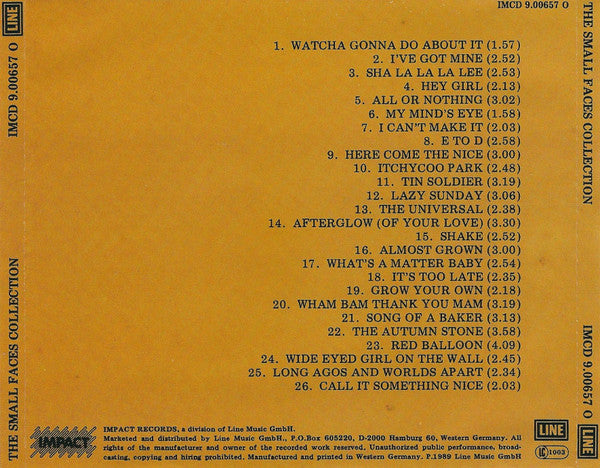 IMCD 9.00657 O
1. WATCHA GONNA DO ABOUT IT (1.57)
2. I'VE GOT MINE (2.52)
3. SHA LA LA LA LEE (2.53)
4. HEY GIRL (2.13)
5. ALL OR NOTHING (3.02)
6. MY MIND'S EYE (1.58)
7. I CAN'T MAKE IT (2.03)
8. E TO D (2.58)
9. HERE COME THE NICE (3.00)
10. ITCHYCOO PARK (2.48)
11. TIN SOLDIER (3.19)
12. LAZY SUNDAY (3.06)
13. THE UNIVERSAL (2.38)
14. AFTERGLOW (OF YOUR LOVE) (3.30)
15. SHAKE (2.52)
16. ALMOST GROWN (3.00)
17. WHAT'S A MATTER BABY (2.54)
18. IT'S TOO LATE (2.35)
19. GROW YOUR OWN (2.18)
20. WHAM BAM THANK YOU MAM (3.19)
21. SONG OF A BAKER (3.13)
22. THE AUTUMN STONE (3.58)
23. RED BALLOON (4.09)
24. WIDE EYED GIRL ON THE WALL (2.45)
25. LONG AGOS AND WORLDS APART (2.34)
26. CALL IT SOMETHING NICE (2.03)
IMPACT
IMPACT RECORDS, a division of Line Music GmbH.
Marketed and distributed by Line Music GmbH., P.O.Box 605220, D-2000 Hamburg 60, Western Germany. All
rights of the manufacturer and owner of the recorded work reserved. Unauthorized public performance, broad-
casting, copying and hiring prohibited. Manufactured and printed in Western Germany. P.1989 Line Music GmbH
LINE
LC 1003
THE SMALL FACES COLLECTION IMCD 9.00657 O LINE
THE SMALL FACES COLLECTION IMCD 9.00657 O LINE